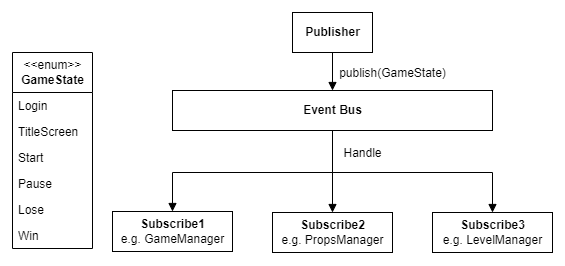 <<enum>>
GameState
Login
TitleScreen
Start
Pause
Lose
Win
Publisher
publish(GameState)
Event Bus
Handle
Subscribe1
e.g. GameManager
Subscribe2
e.g. PropsManager
Subscribe3
e.g. LevelManager